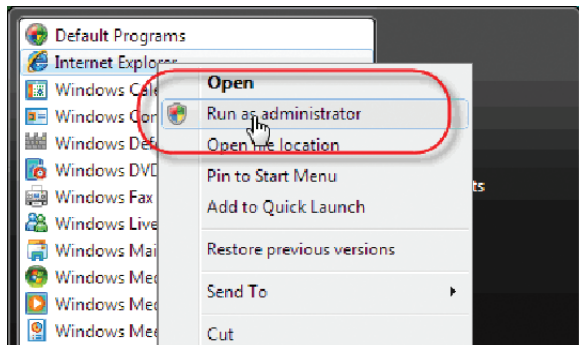 Default Programs
Internet Explorer
Windows Cale
Windows Con
Windows Def
Windows DVD
Windows Fax
Windows Live
Windows Mai
Windows Med
Windows Med
Windows Mee
Open
Run as administrator
Open file location
Pin to Start Menu
Add to Quick Launch
Restore previous versions
Send To
Cut
ts